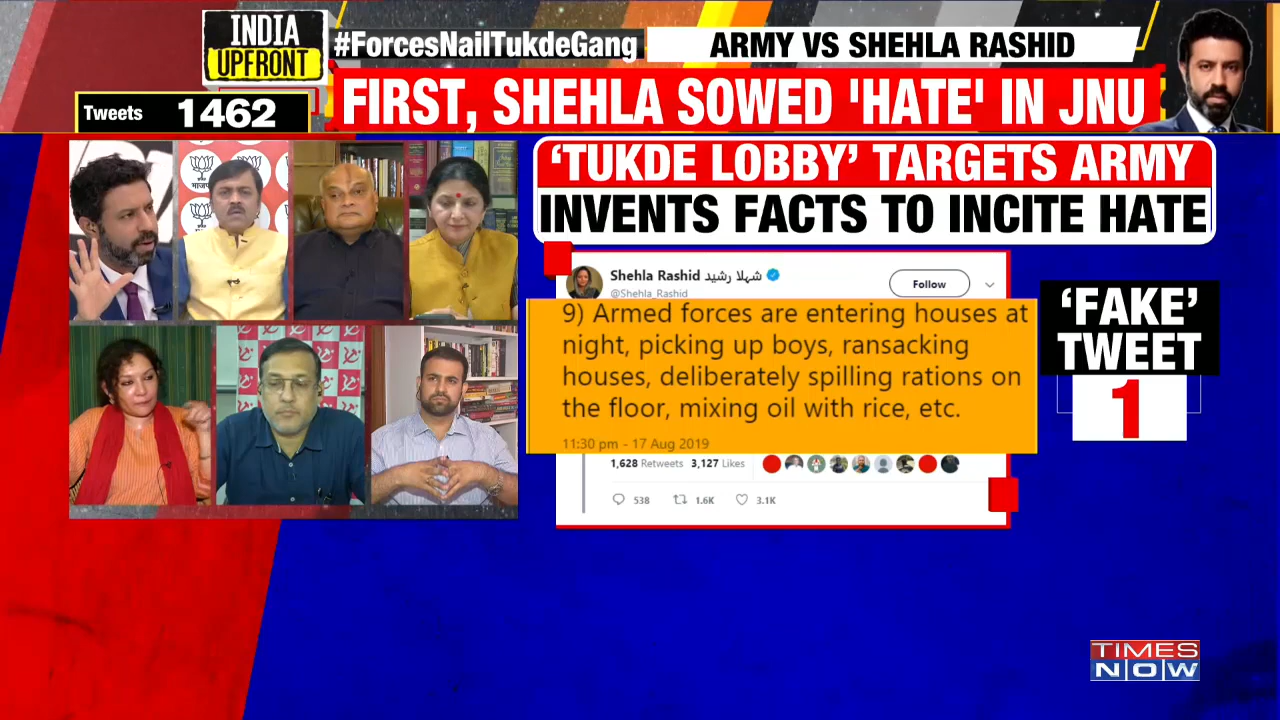 INDIA
UPFRONT
#ForcesNailTukdeGang
ARMY VS SHEHLA RASHID
Tweets 1462
FIRST, SHEHLA SOWED 'HATE' IN JNU
‘TUKDE LOBBY’ TARGETS ARMY
INVENTS FACTS TO INCITE HATE
भाजपा
Shehla Rashid شہلا رشید
@Shehla_Rashid
Follow
9) Armed forces are entering houses at
night, picking up boys, ransacking
houses, deliberately spilling rations on
the floor, mixing oil with rice, etc.
11:30 pm - 17 Aug 2019
1,628 Retweets 3,127 Likes
538 1.6K 3.1K
‘FAKE’
TWEET
1
TIMES
NOW